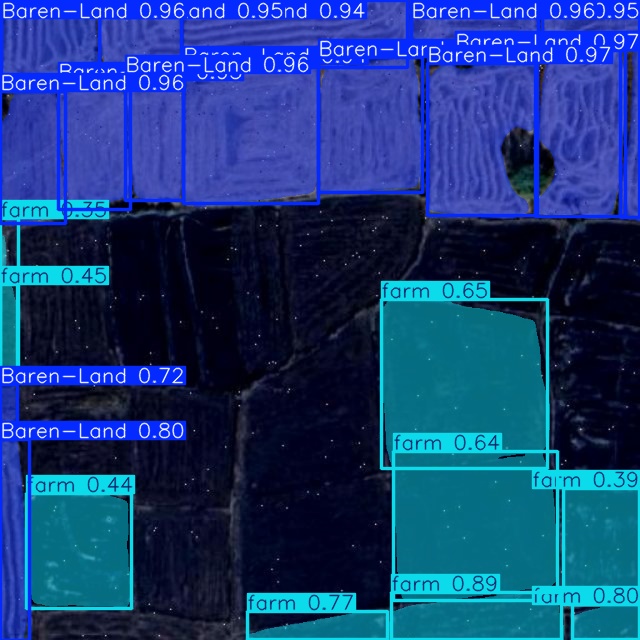 Baren-Land 0.96
and 0.95
nd 0.94
Baren-Land 0.96
0.95
Baren-Land 0.97
Baren-Land 0.97
Baren-Land 0.96
Baren-Land 0.96
farm 0.35
farm 0.45
farm 0.65
Baren-Land 0.72
Baren-Land 0.80
farm 0.64
farm 0.44
farm 0.39
farm 0.89
farm 0.77
farm 0.80